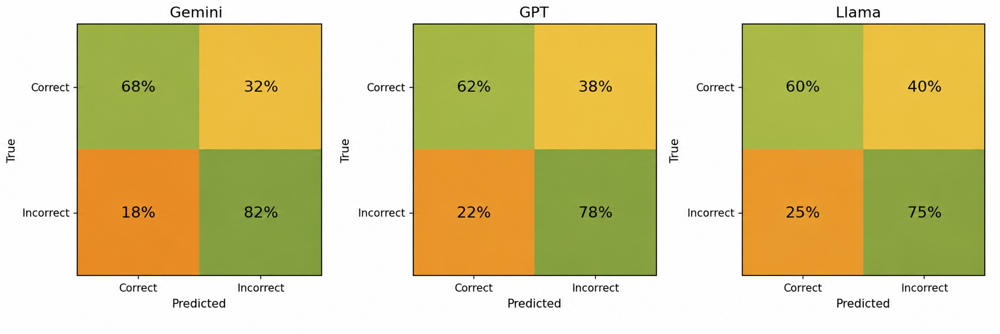 Gemini
GPT
Llama
Correct
68%
32%
Correct
62%
38%
Correct
60%
40%
True
True
True
Incorrect
18%
82%
Incorrect
22%
78%
Incorrect
25%
75%
Correct
Incorrect
Correct
Incorrect
Correct
Incorrect
Predicted
Predicted
Predicted